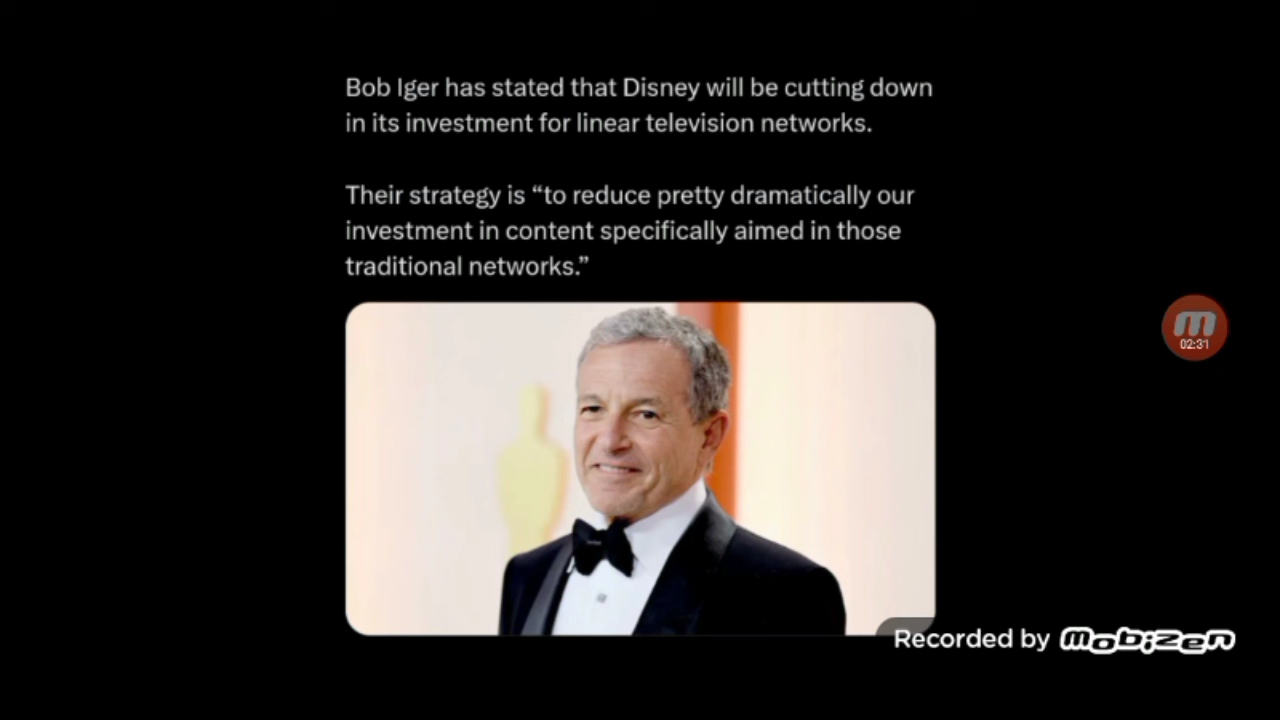 Bob Iger has stated that Disney will be cutting down
in its investment for linear television networks.
Their strategy is “to reduce pretty dramatically our
investment in content specifically aimed in those
traditional networks.”
m
02:31
Recorded by mobizen